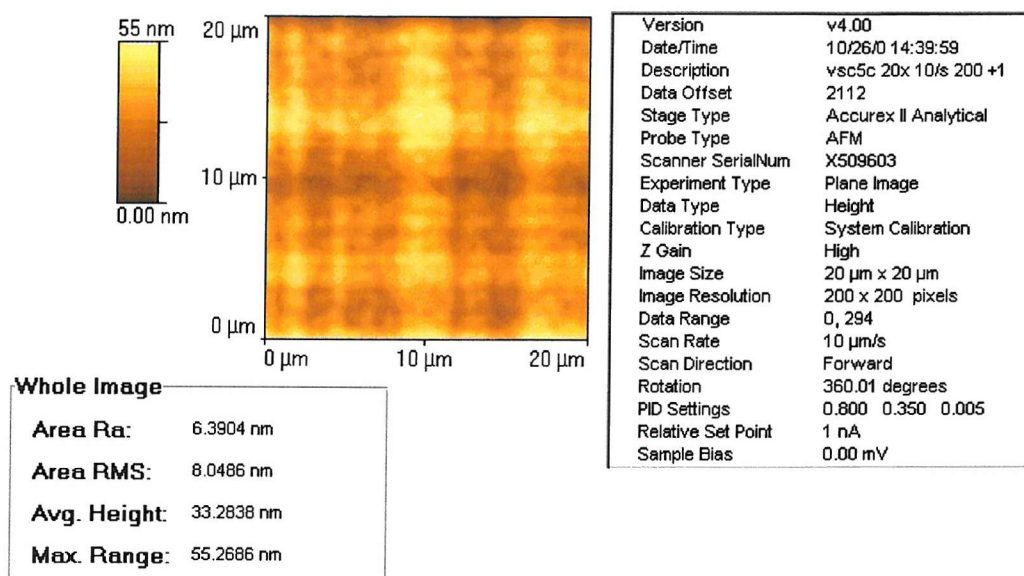 55 nm
0.00 nm
20 µm
10 µm
0 µm
0 µm
10 µm
20 µm
Version v4.00
Date/Time 10/26/0 14:39:59
Description vsc5c 20x 10/s 200 +1
Data Offset 2112
Stage Type Accurex II Analytical
Probe Type AFM
Scanner SerialNum X509603
Experiment Type Plane Image
Data Type Height
Calibration Type System Calibration
Z Gain High
Image Size 20 µm x 20 µm
Image Resolution 200 x 200 pixels
Data Range 0, 294
Scan Rate 10 µm/s
Scan Direction Forward
Rotation 360.01 degrees
PID Settings 0.800 0.350 0.005
Relative Set Point 1 nA
Sample Bias 0.00 mV
Whole Image
Area Ra: 6.3904 nm
Area RMS: 8.0486 nm
Avg. Height: 33.2838 nm
Max. Range: 55.2686 nm